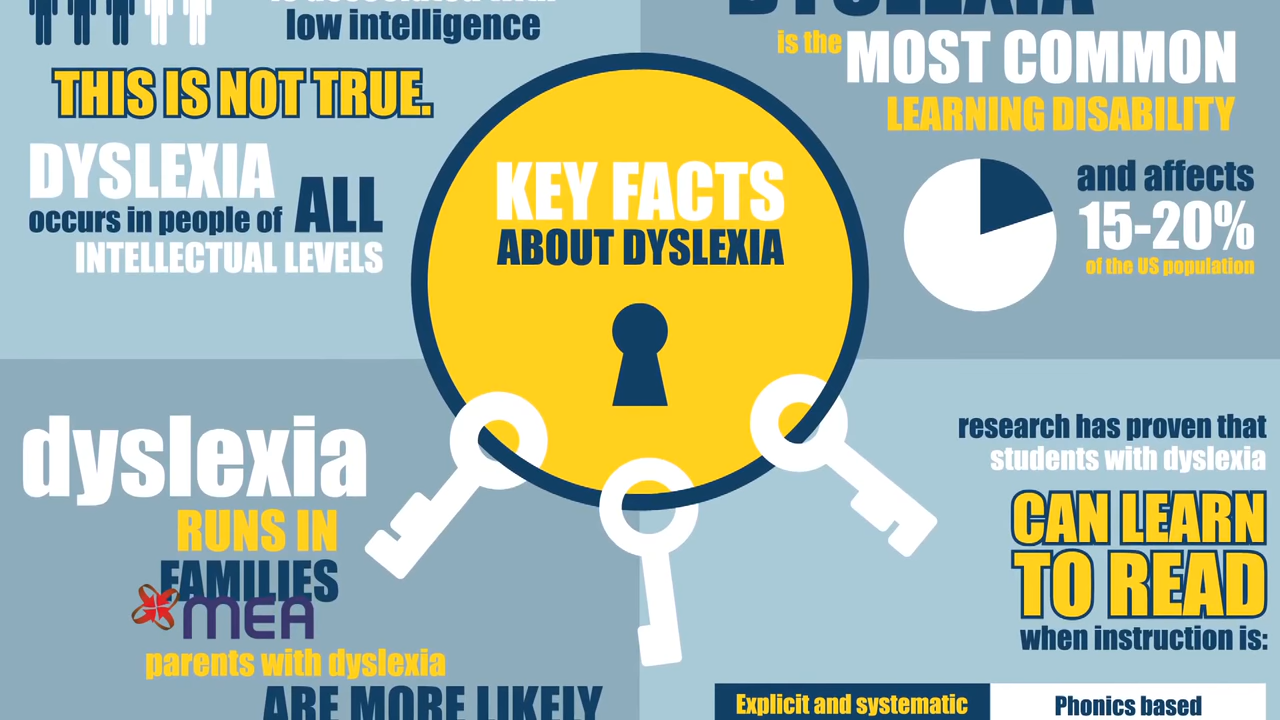 low intelligence
THIS IS NOT TRUE.
DYSLEXIA
occurs in people of ALL
INTELLECTUAL LEVELS
KEY FACTS
ABOUT DYSLEXIA
DYSLEXIA
is the MOST COMMON
LEARNING DISABILITY
and affects
15-20%
of the US population
dyslexia
RUNS IN
FAMILIES
MEA
parents with dyslexia
ARE MORE LIKELY
research has proven that
students with dyslexia
CAN LEARN
TO READ
when instruction is:
Explicit and systematic
Phonics based